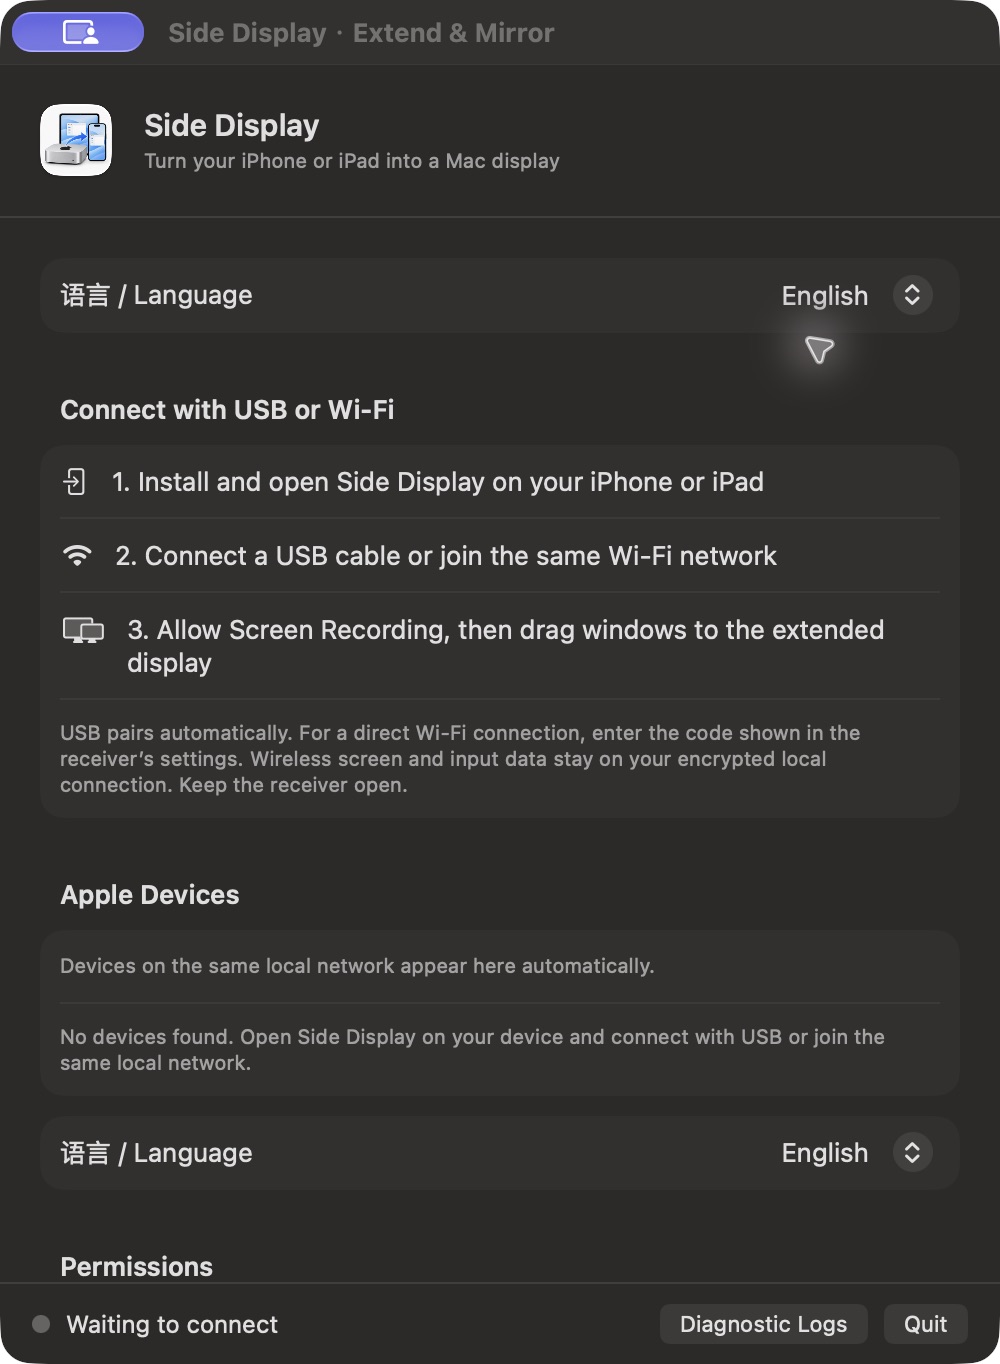 Side Display · Extend & Mirror
Side Display
Turn your iPhone or iPad into a Mac display
语言 / Language
English
Connect with USB or Wi-Fi
1. Install and open Side Display on your iPhone or iPad
2. Connect a USB cable or join the same Wi-Fi network
3. Allow Screen Recording, then drag windows to the extended
display
USB pairs automatically. For a direct Wi-Fi connection, enter the code shown in the
receiver’s settings. Wireless screen and input data stay on your encrypted local
connection. Keep the receiver open.
Apple Devices
Devices on the same local network appear here automatically.
No devices found. Open Side Display on your device and connect with USB or join the
same local network.
语言 / Language
English
Permissions
Waiting to connect
Diagnostic Logs
Quit